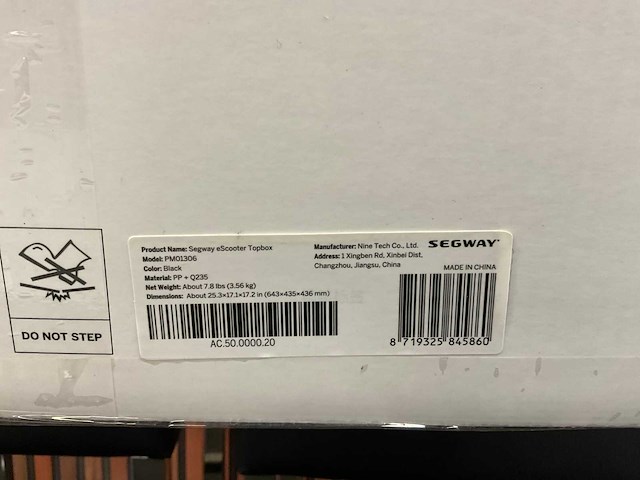 Product Name: Segway eScooter Topbox
Model: PM01306
Color: Black
Material: PP + Q235
Net Weight: About 7.8 lbs (3.56 kg)
Dimensions: About 25.3×17.1×17.2 in (643×435×436 mm)
AC.50.0000.20
Manufacturer: Nine Tech Co., Ltd.
Address: 1 Xingben Rd, Xinbei Dist,
Changzhou, Jiangsu, China
SEGWAY
MADE IN CHINA
8 719325 845860
DO NOT STEP